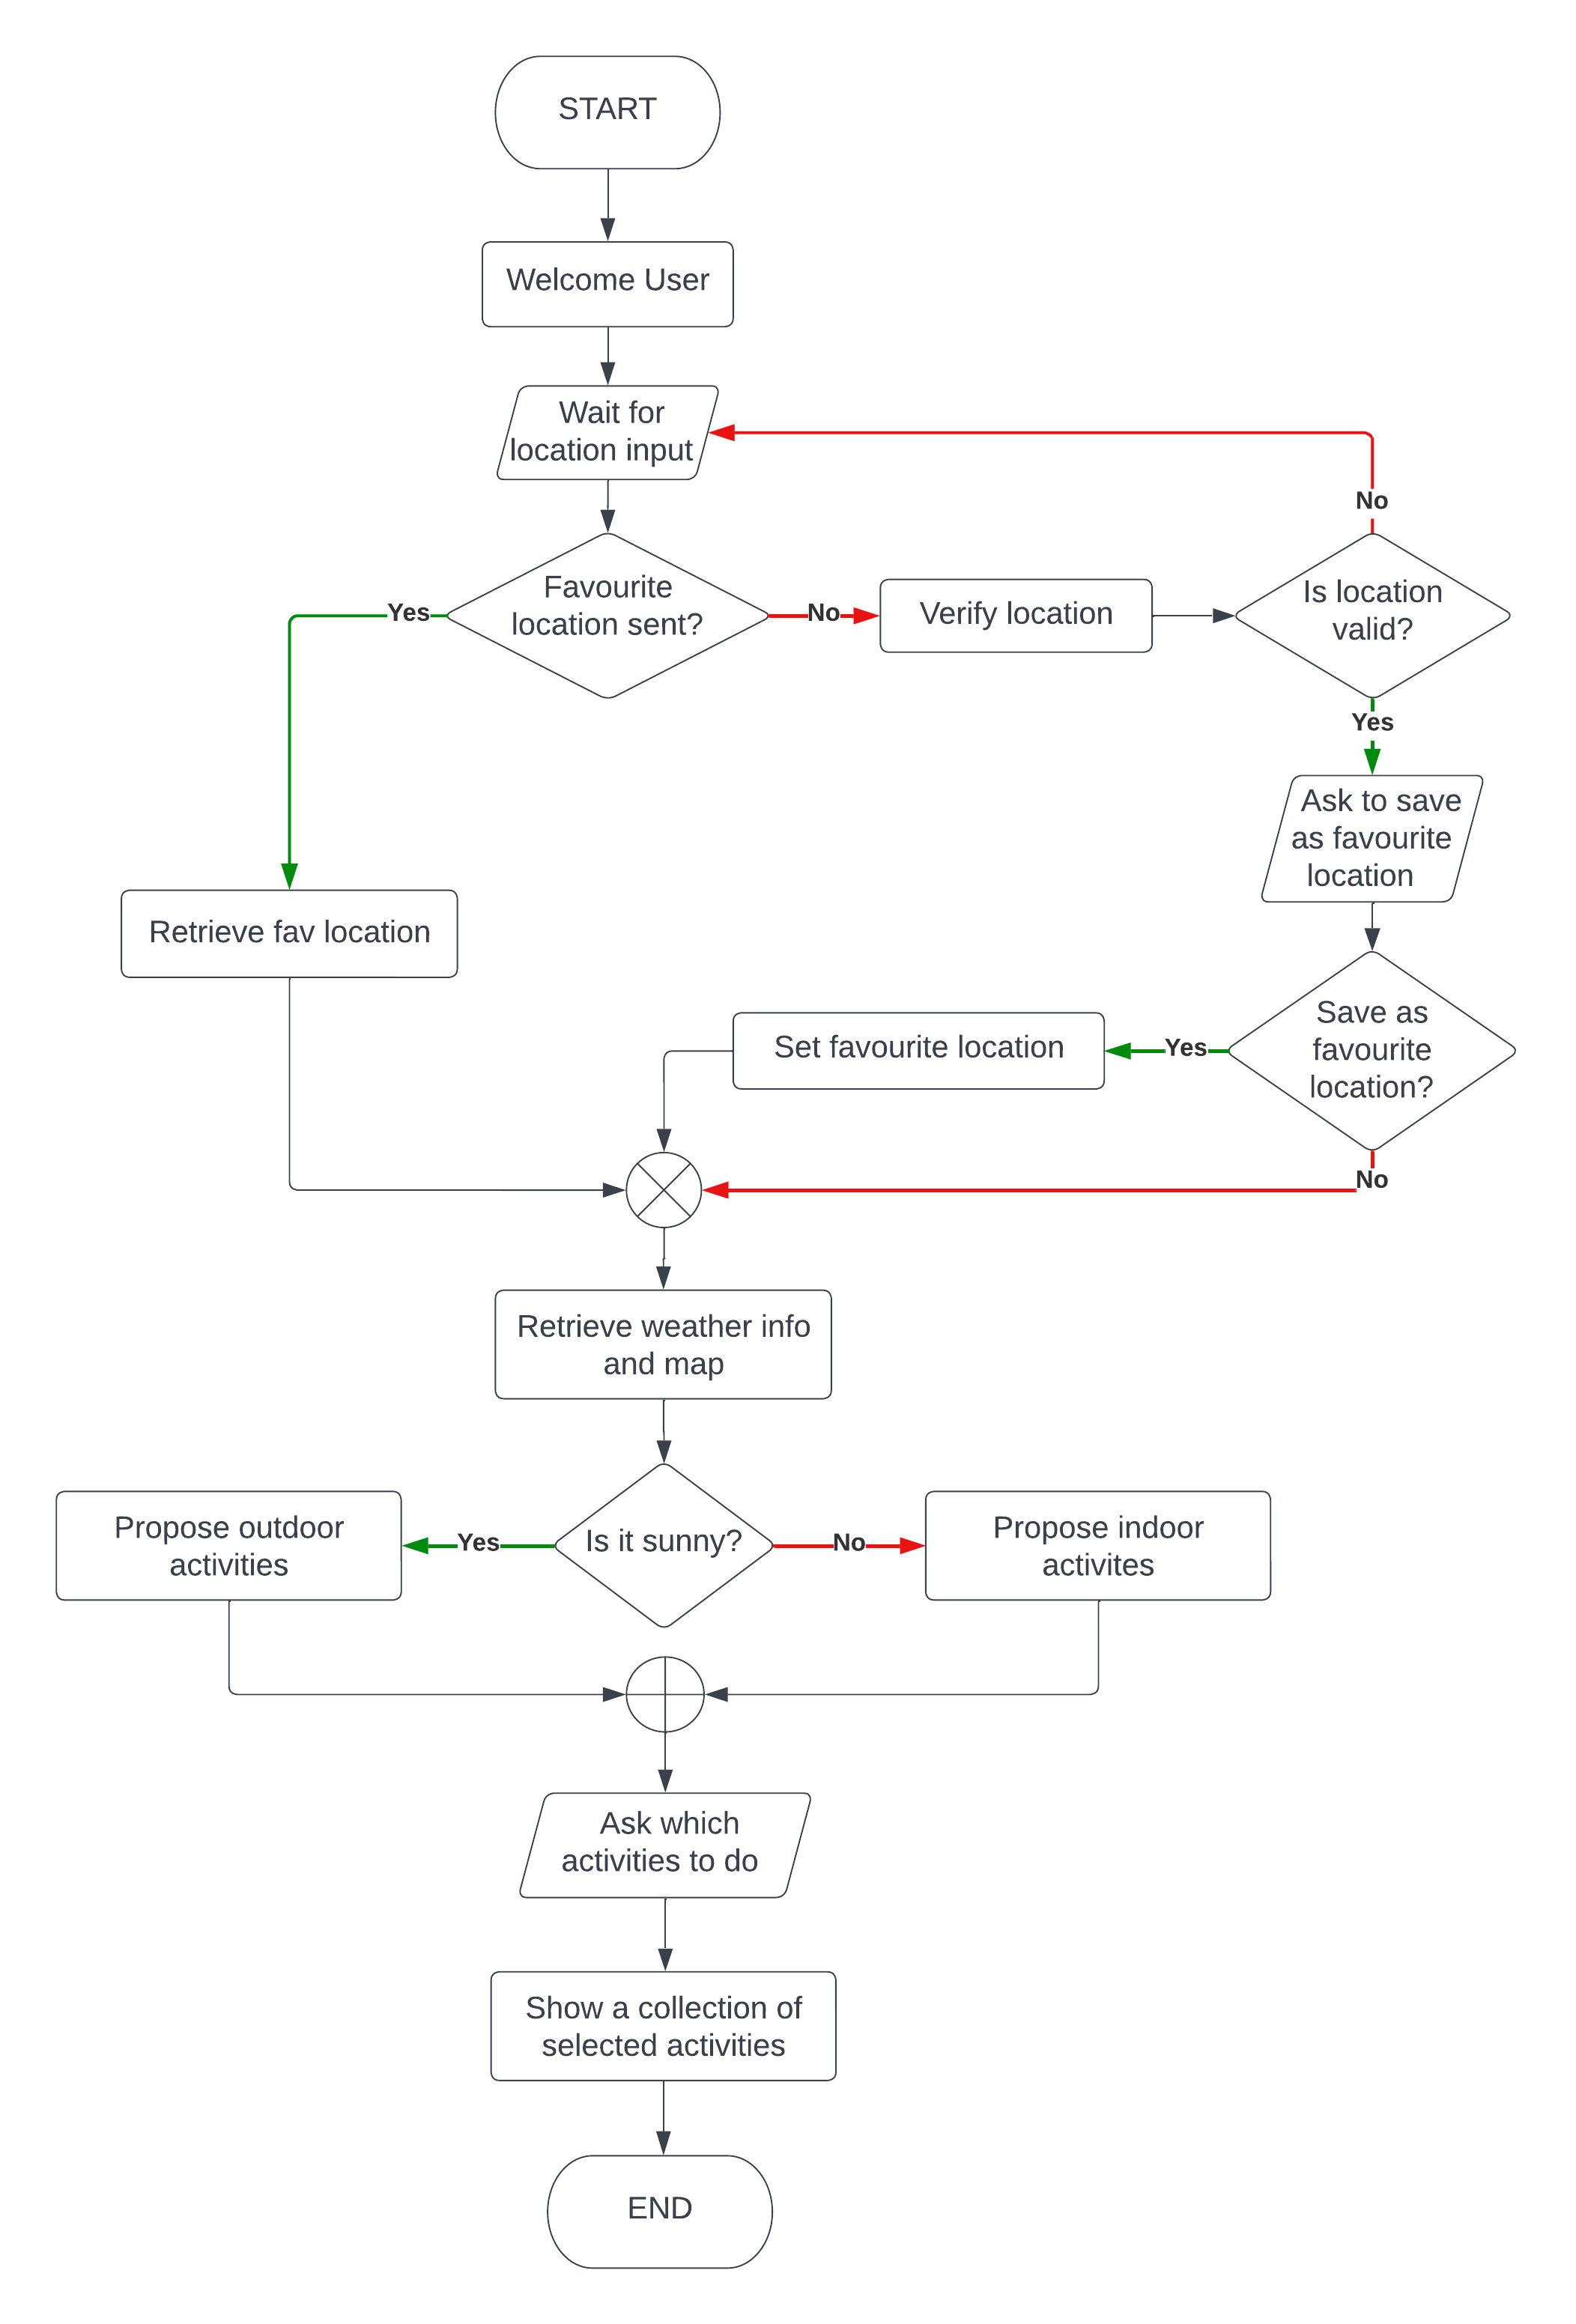 START
Welcome User
Wait for
location input
No
Favourite
location sent?
Yes
No
Verify location
Is location
valid?
Yes
Ask to save
as favourite
location
Retrieve fav location
Save as
favourite
location?
Yes
Set favourite location
No
Retrieve weather info
and map
Propose outdoor
activities
Yes
Is it sunny?
No
Propose indoor
activites
Ask which
activities to do
Show a collection of
selected activities
END